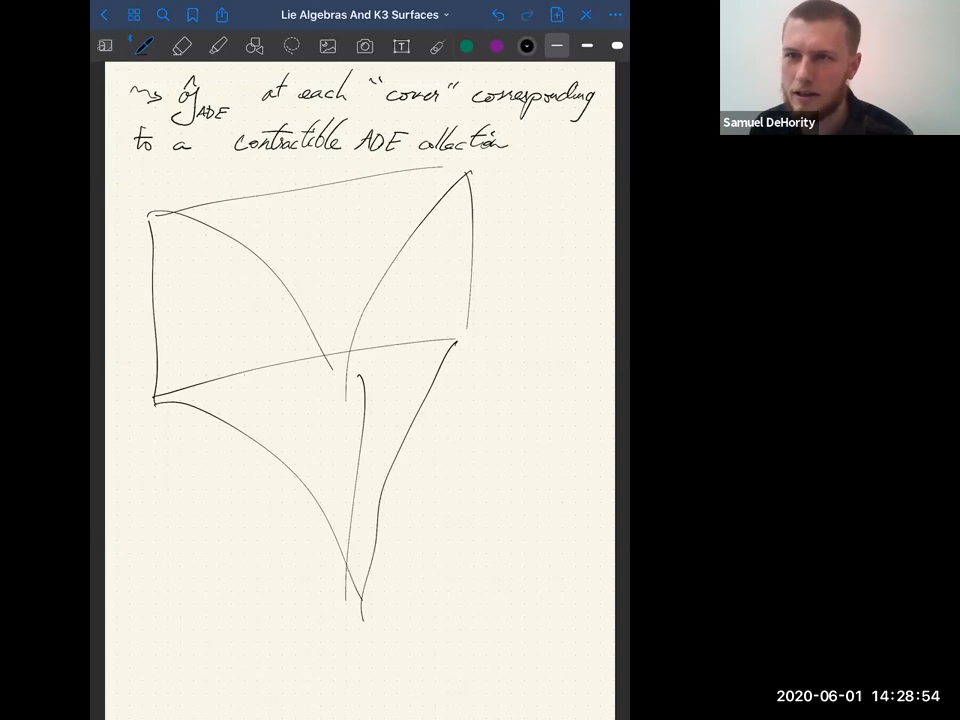 Lie Algebras And K3 Surfaces
⇝ ĝ_ADE at each "cover" corresponding
to a contractible ADE collection
Samuel DeHority
2020-06-01 14:28:54